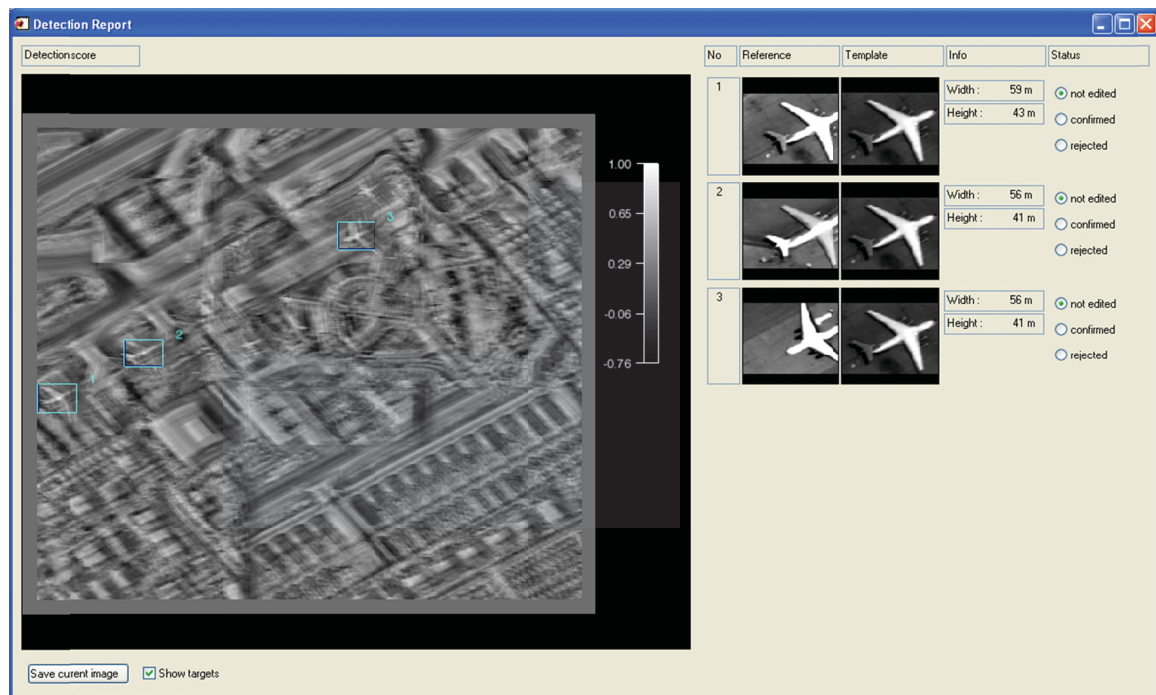 Detection Report
Detectionscore
No Reference Template Info Status
1
Width : 59 m
Height : 43 m
not edited
confirmed
rejected
2
Width : 56 m
Height : 41 m
not edited
confirmed
rejected
3
Width : 56 m
Height : 41 m
not edited
confirmed
rejected
1.00
0.65
0.29
-0.06
-0.76
3
2
1
Save curent image
Show targets